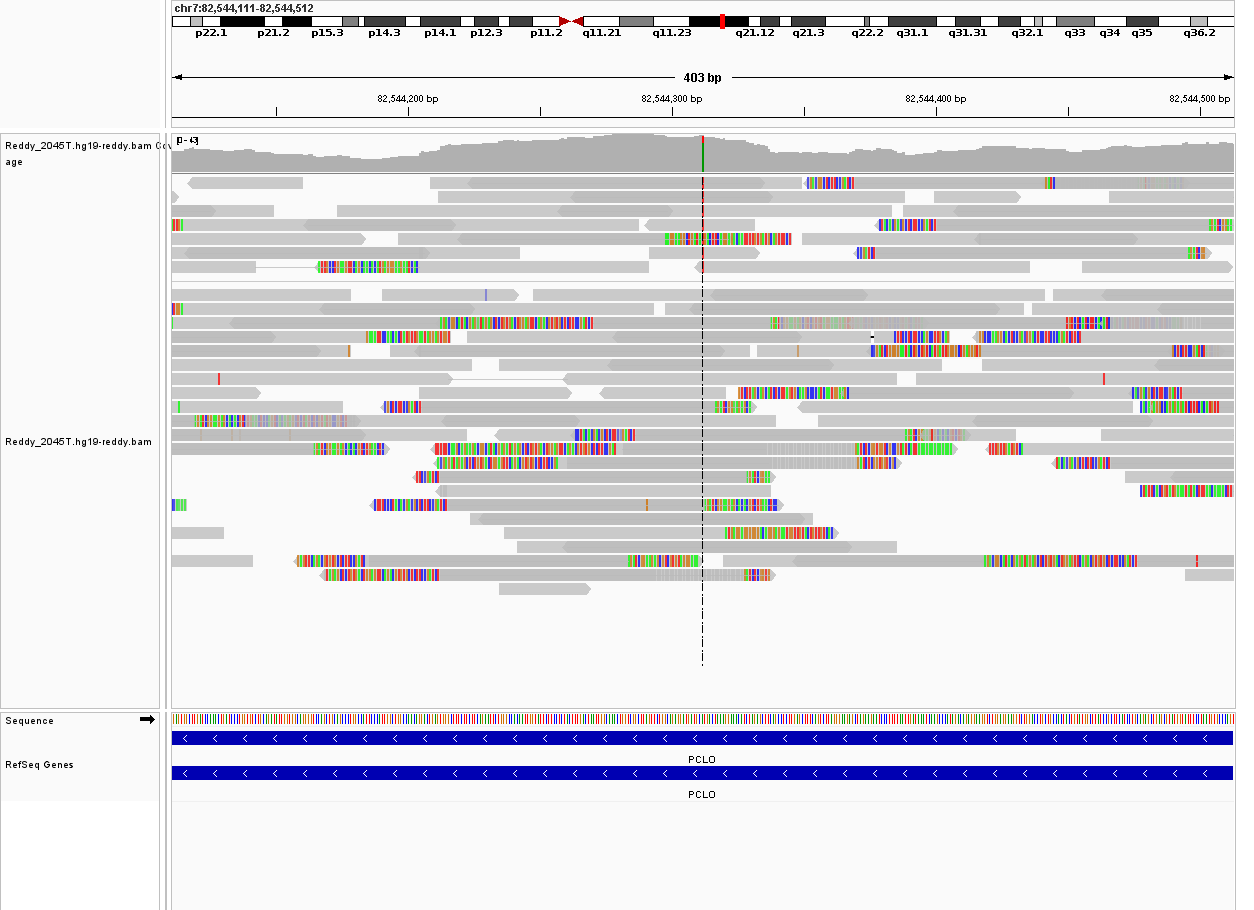 chr7:82,544,111-82,544,512
p22.1 p21.2 p15.3 p14.3 p14.1 p12.3 p11.2 q11.21 q11.23 q21.12 q21.3 q22.2 q31.1 q31.31 q32.1 q33 q34 q35 q36.2
403 bp
82,544,200 bp 82,544,300 bp 82,544,400 bp 82,544,500 bp
[0 - 43]
Reddy_2045T.hg19-reddy.bam Cov
age
Reddy_2045T.hg19-reddy.bam
Sequence
PCLO
RefSeq Genes
PCLO